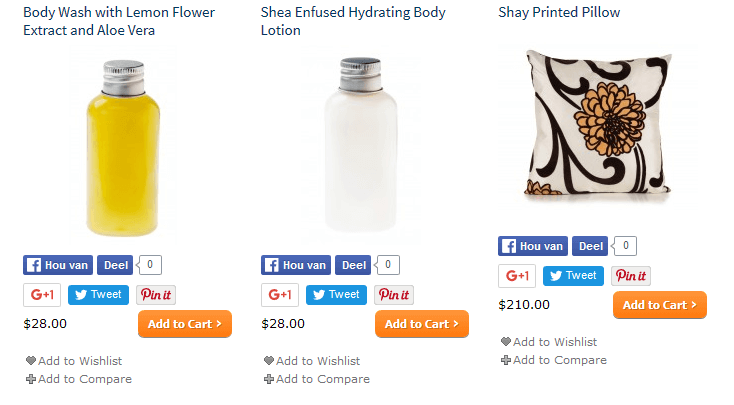 Body Wash with Lemon Flower
Extract and Aloe Vera
Hou van Deel 0
G+1 Tweet Pin it
$28.00 Add to Cart >
Add to Wishlist
Add to Compare
Shea Enfused Hydrating Body
Lotion
Hou van Deel 0
G+1 Tweet Pin it
$28.00 Add to Cart >
Add to Wishlist
Add to Compare
Shay Printed Pillow
Hou van Deel 0
G+1 Tweet Pin it
$210.00 Add to Cart >
Add to Wishlist
Add to Compare